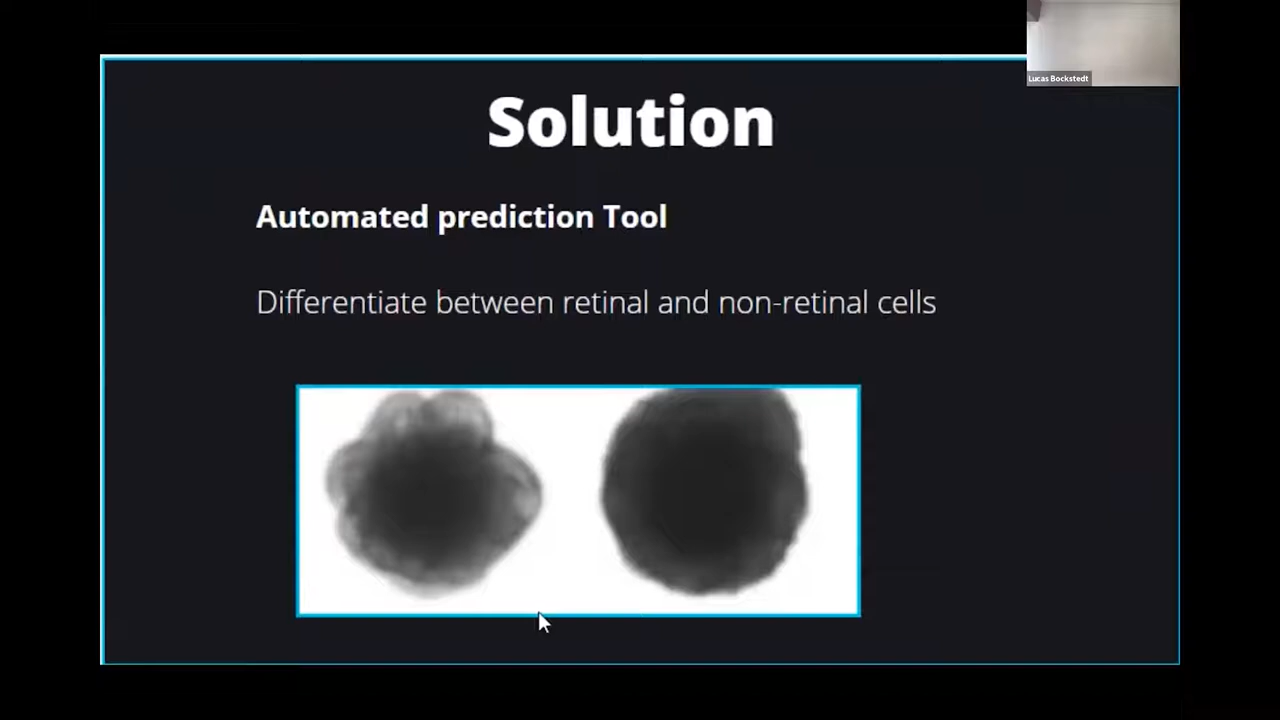 Lucas Bockstedt
Solution
Automated prediction Tool
Differentiate between retinal and non-retinal cells